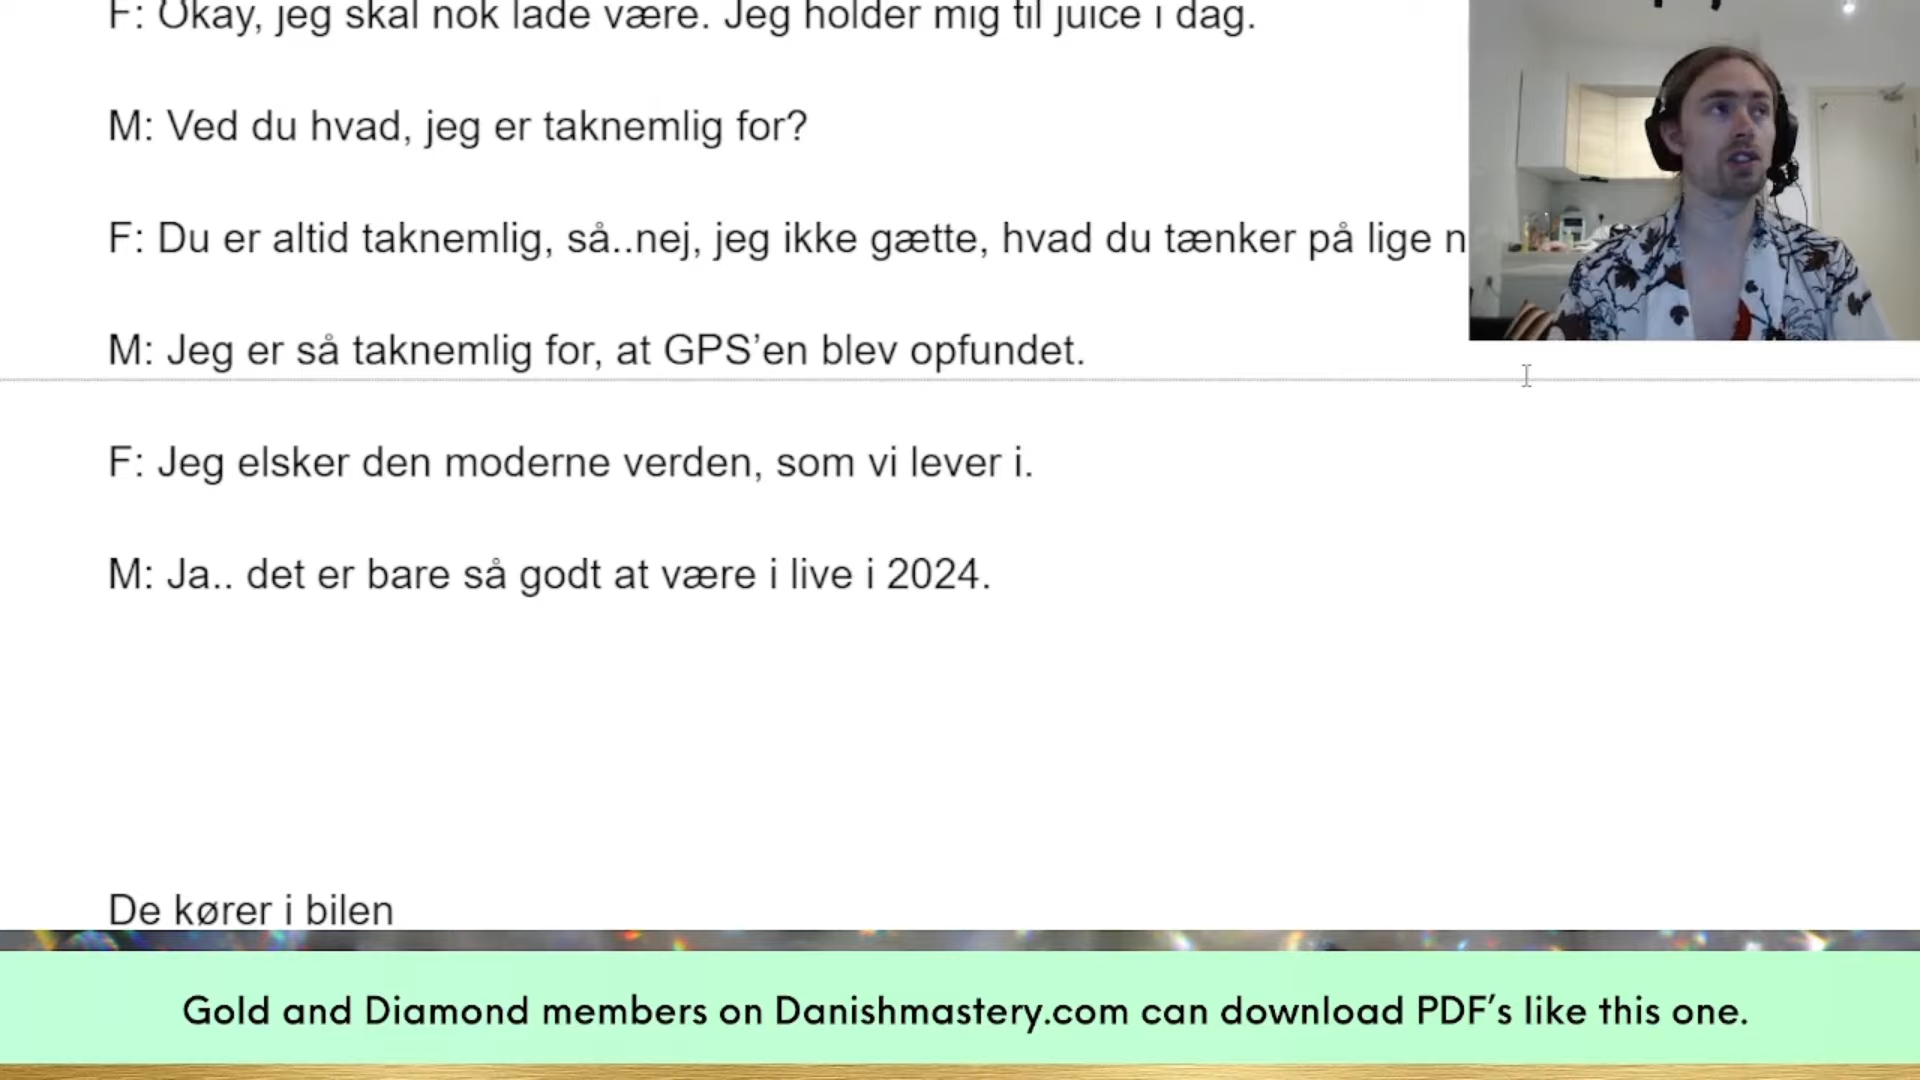 F: Okay, jeg skal nok lade være. Jeg holder mig til juice i dag.
M: Ved du hvad, jeg er taknemlig for?
F: Du er altid taknemlig, så..nej, jeg ikke gætte, hvad du tænker på lige
M: Jeg er så taknemlig for, at GPS’en blev opfundet.
F: Jeg elsker den moderne verden, som vi lever i.
M: Ja.. det er bare så godt at være i live i 2024.
De kører i bilen
Gold and Diamond members on Danishmastery.com can download PDF’s like this one.